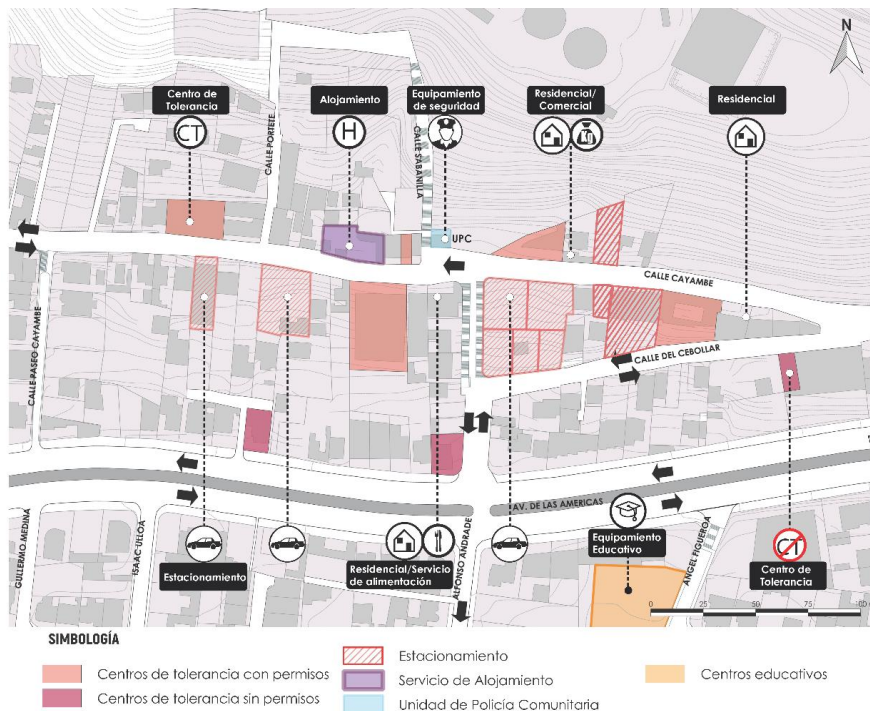 N
Centro de
Tolerancia
CT
Alojamiento
H
Equipamiento
de seguridad
Residencial/
Comercial
Residencial
CALLE PORTETE
CALLE SABANILLA
UPC
CALLE CAYAMBE
CALLE PASEO CAYAMBE
CALLE DEL CEBOLLAR
AV. DE LAS AMERICAS
GUILLERMO MEDINA
ISAAC ULLOA
Estacionamiento
Residencial/Servicio
de alimentación
ALFONSO ANDRADE
Equipamiento
Educativo
ANGEL FIGUEROA
CT
Centro de
Tolerancia
0 25 50 75 100
SIMBOLOGÍA
Centros de tolerancia con permisos
Centros de tolerancia sin permisos
Estacionamiento
Servicio de Alojamiento
Unidad de Policía Comunitaria
Centros educativos